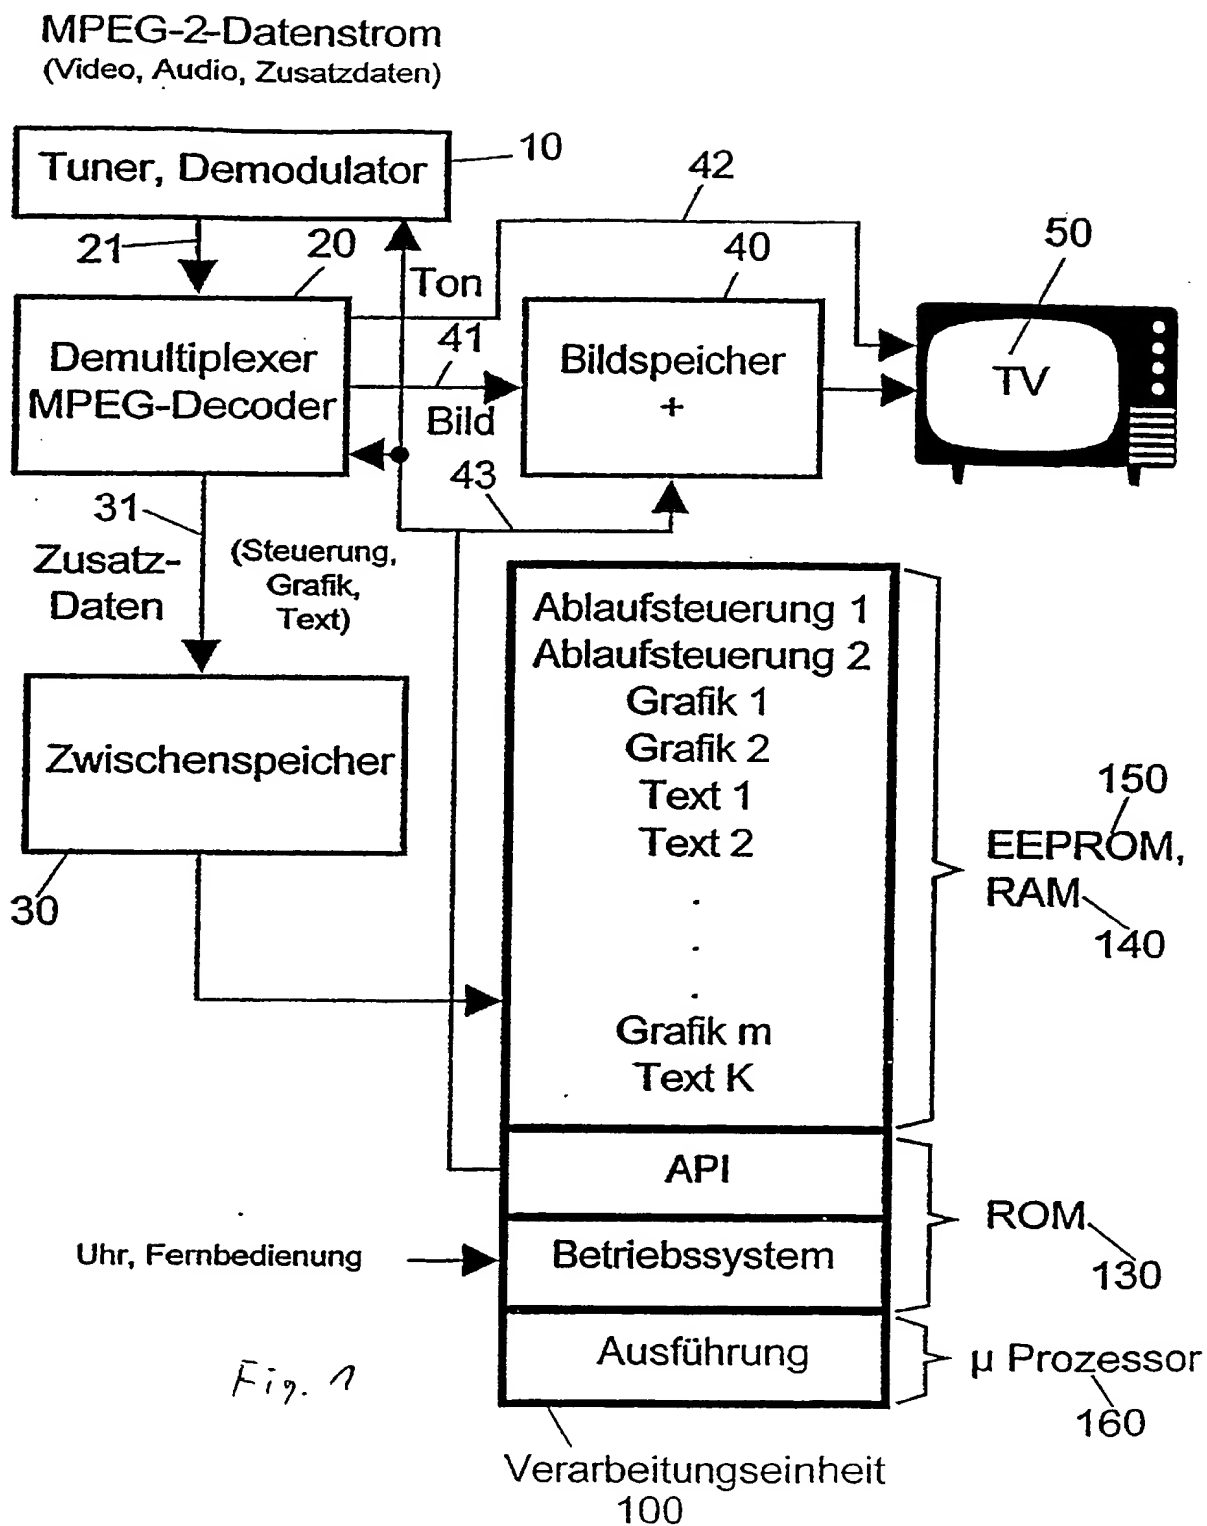 MPEG-2-Datenstrom
(Video, Audio, Zusatzdaten)
Tuner, Demodulator
10
21
20
Ton
42
40
50
Demultiplexer
MPEG-Decoder
41
Bild
Bildspeicher
+
TV
43
31
Zusatz-
Daten
(Steuerung,
Grafik,
Text)
Zwischenspeicher
30
Ablaufsteuerung 1
Ablaufsteuerung 2
Grafik 1
Grafik 2
Text 1
Text 2
.
.
.
Grafik m
Text K
150
EEPROM,
RAM
140
API
Betriebssystem
ROM
130
Uhr, Fernbedienung
Ausführung
µ Prozessor
160
Fig. 1
Verarbeitungseinheit
100